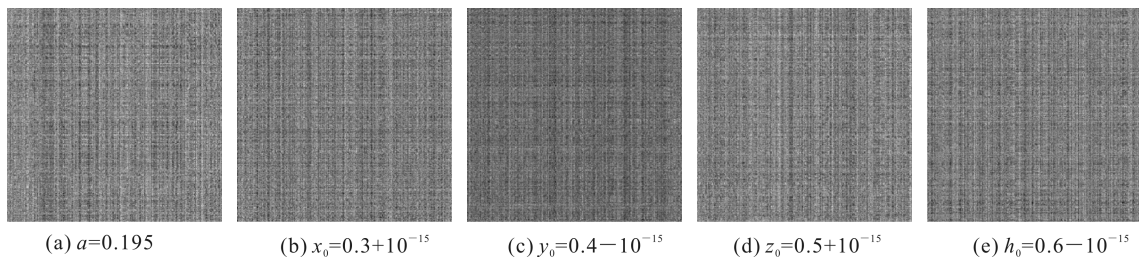 (a) a=0.195
(b) x₀=0.3+10⁻¹⁵
(c) y₀=0.4−10⁻¹⁵
(d) z₀=0.5+10⁻¹⁵
(e) h₀=0.6−10⁻¹⁵